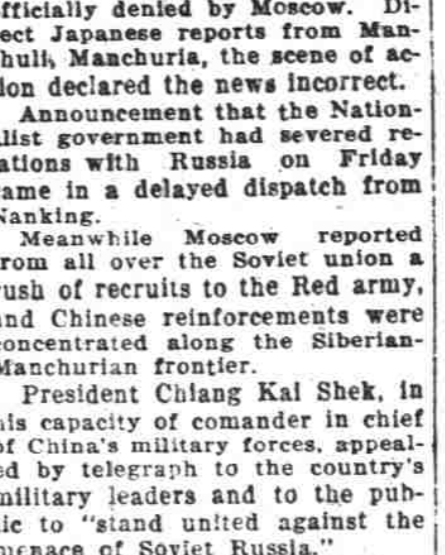 fficially denied by Moscow. Di-
ect Japanese reports from Man-
huli, Manchuria, the scene of ac-
ion declared the news incorrect.
Announcement that the Nation-
list government had severed re-
ations with Russia on Friday
ame in a delayed dispatch from
Nanking.
Meanwhile Moscow reported
rom all over the Soviet union a
rush of recruits to the Red army,
and Chinese reinforcements were
concentrated along the Siberian-
Manchurian frontier.
President Chiang Kai Shek, in
his capacity of comander in chief
of China's military forces, appeal-
ed by telegraph to the country's
military leaders and to the pub-
lic to "stand united against the
menace of Soviet Russia."